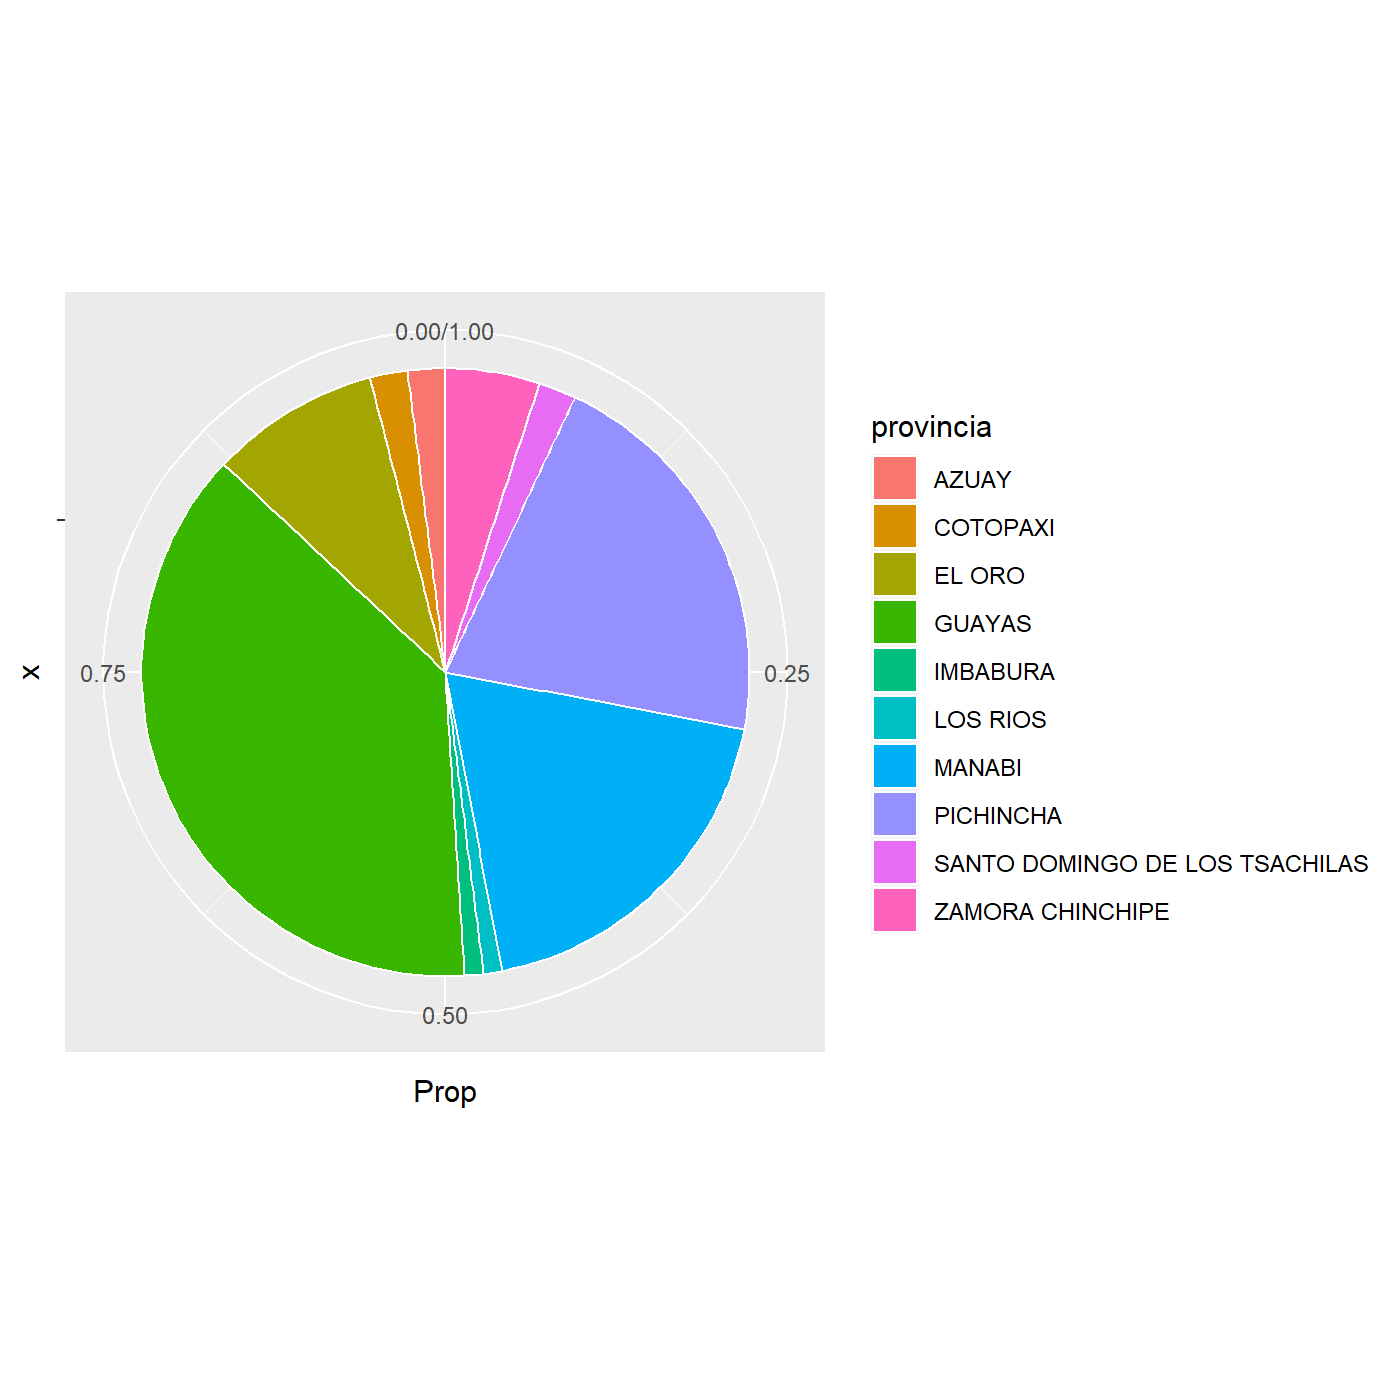 0.00/1.00
0.75
0.25
0.50
x
Prop
provincia
AZUAY
COTOPAXI
EL ORO
GUAYAS
IMBABURA
LOS RIOS
MANABI
PICHINCHA
SANTO DOMINGO DE LOS TSACHILAS
ZAMORA CHINCHIPE